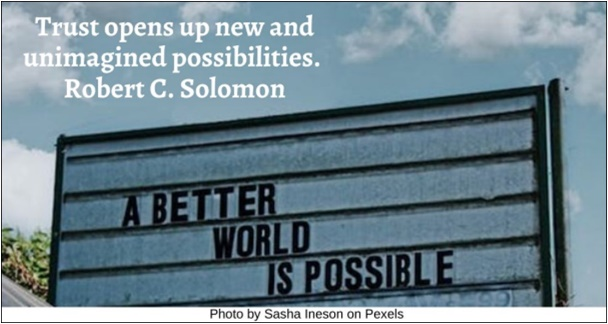 Trust opens up new and
unimagined possibilities.
Robert C. Solomon
A BETTER
WORLD
IS POSSIBLE
Photo by Sasha Ineson on Pexels